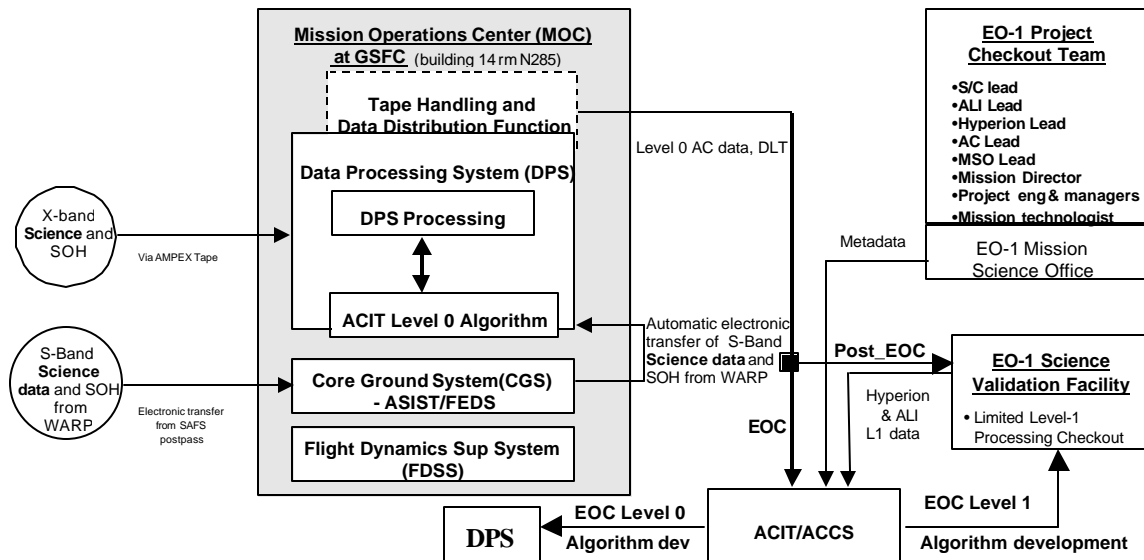 Mission Operations Center (MOC)
at GSFC (building 14 rm N285)
Tape Handling and
Data Distribution Function
Data Processing System (DPS)
DPS Processing
ACIT Level 0 Algorithm
Core Ground System(CGS)
- ASIST/FEDS
Flight Dynamics Sup System
(FDSS)
X-band
Science and
SOH
Via AMPEX Tape
S-Band
Science
data and SOH
from
WARP
Electronic transfer
from SAFS
postpass
Level 0 AC data, DLT
Automatic electronic
transfer of S-Band
Science data and
SOH from WARP
EO-1 Project
Checkout Team
•S/C lead
•ALI Lead
•Hyperion Lead
•AC Lead
•MSO Lead
•Mission Director
•Project eng & managers
•Mission technologist
EO-1 Mission
Science Office
Metadata
Post_EOC
EO-1 Science
Validation Facility
• Limited Level-1
Processing Checkout
Hyperion
& ALI
L1 data
EOC
DPS
EOC Level 0
Algorithm dev
ACIT/ACCS
EOC Level 1
Algorithm development